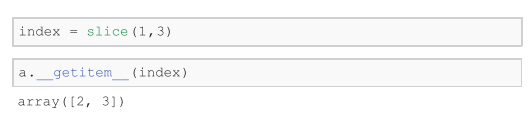 index = slice(1,3)
a.__getitem__(index)
array([2, 3])